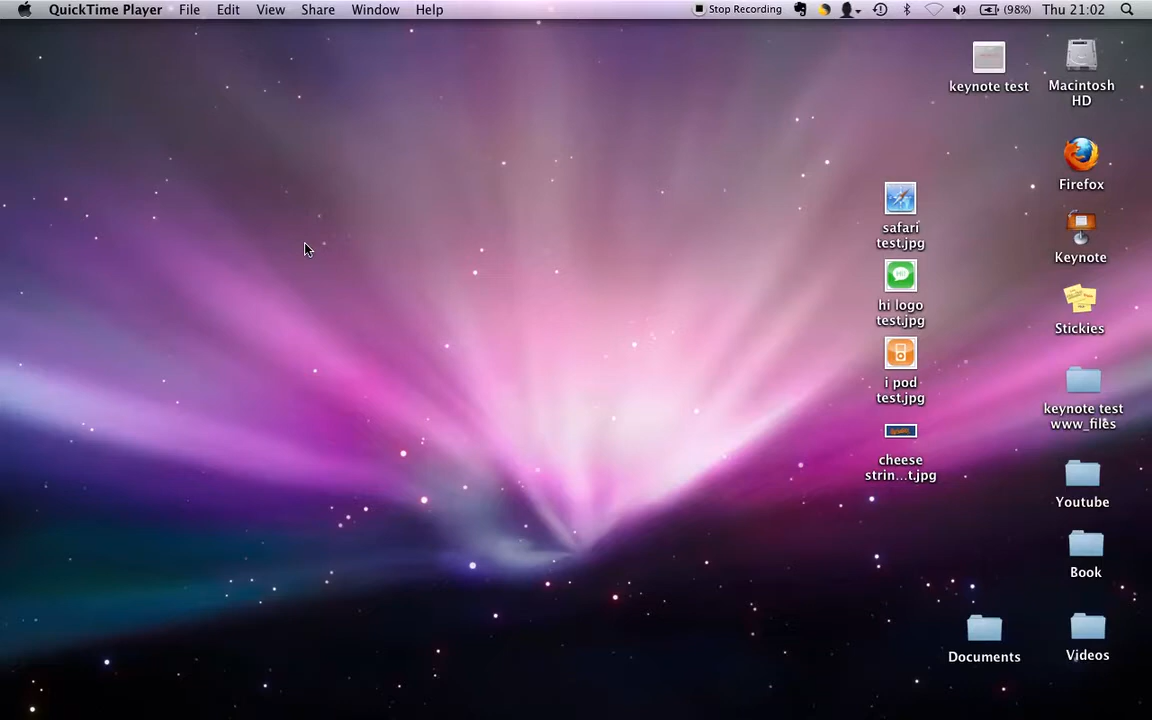 QuickTime Player File Edit View Share Window Help Stop Recording (98%) Thu 21:02
keynote test
Macintosh
HD
Firefox
safari
test.jpg
Keynote
hi logo
test.jpg
Stickies
i pod
test.jpg
keynote test
www_files
cheese
strin...t.jpg
Youtube
Book
Documents
Videos